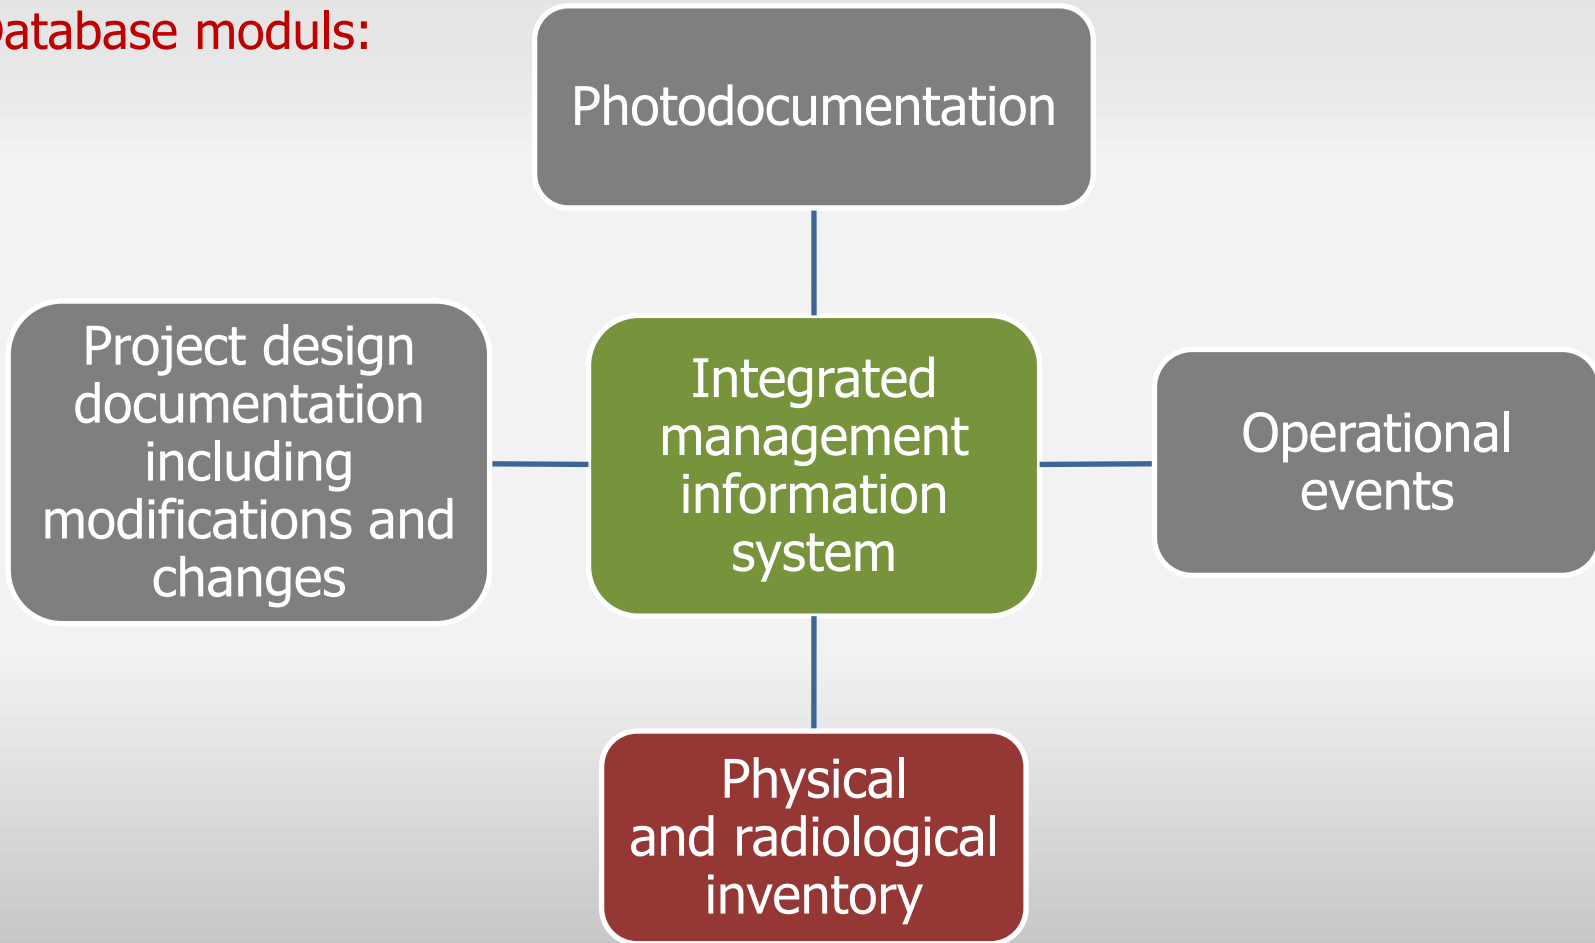 Database moduls:
Photodocumentation
Project design
documentation
including
modifications and
changes
Integrated
management
information
system
Operational
events
Physical
and radiological
inventory